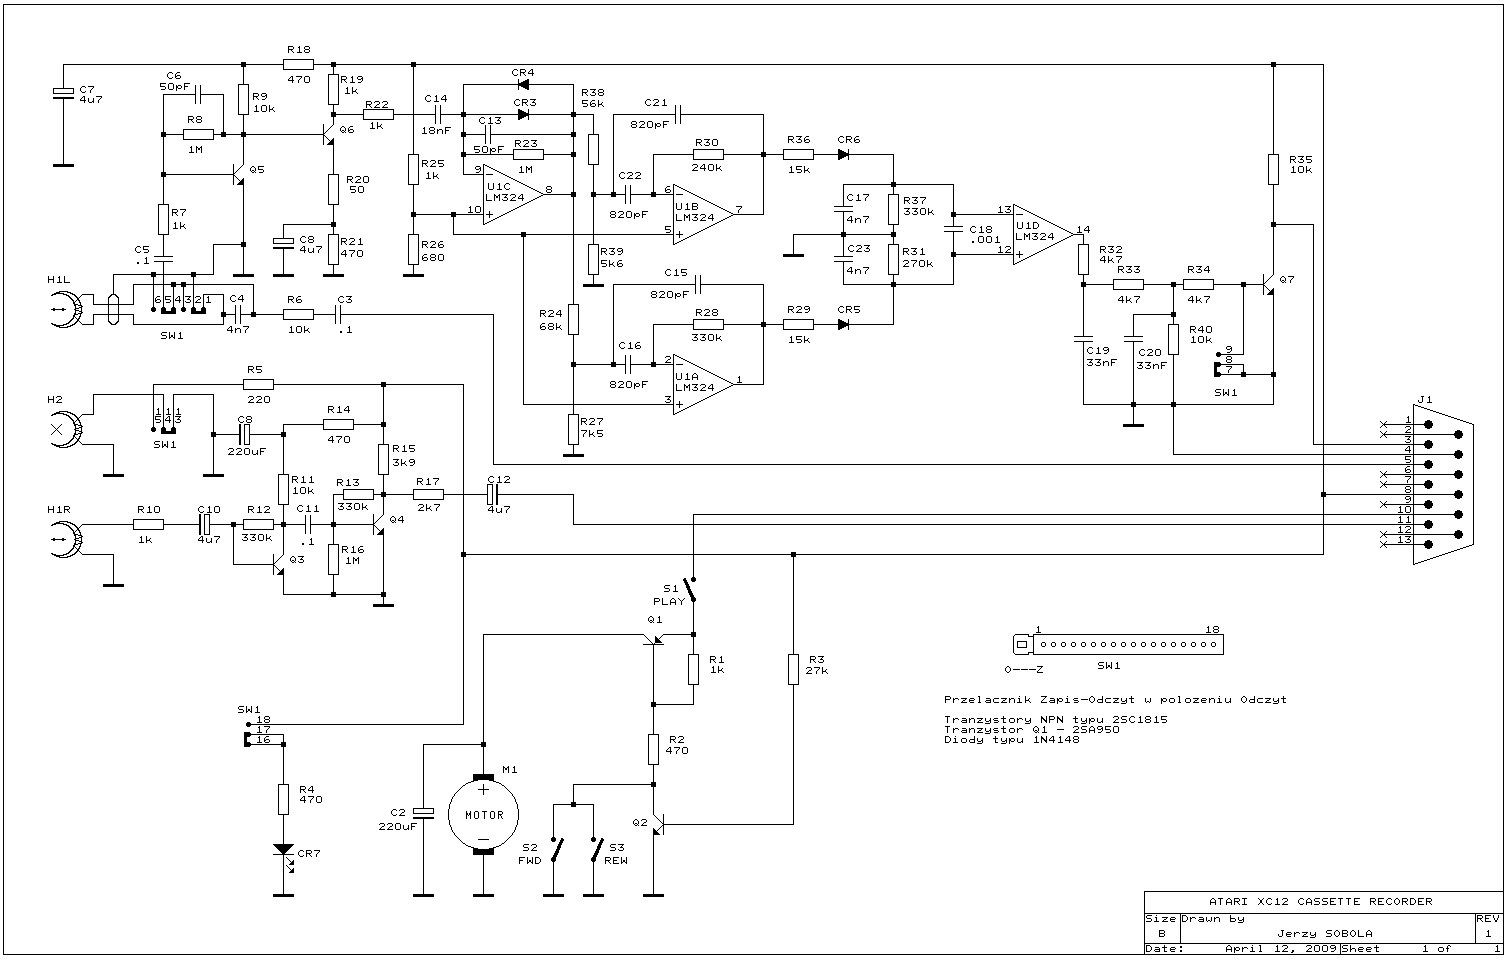 R18
470
C7
4u7
C6
50pF
R9
10k
R19
1k
R22
1k
C14
18nF
CR4
CR3
C13
50pF
R23
1M
R38
56k
C21
820pF
R30
240k
R36
15k
CR6
R8
1M
Q6
Q5
R25
1k
9
10
8
U1C
LM324
C22
820pF
6
5
7
U1B
LM324
C17
4n7
R37
330k
C18
.001
13
12
14
U1D
LM324
R35
10k
R20
50
R7
1k
C5
.1
C8
4u7
R21
470
R26
680
R39
5k6
C23
4n7
R31
270k
R32
4k7
R33
4k7
R34
4k7
Q7
H1L
6 5 4 3 2 1
SW1
C4
4n7
R6
10k
C3
.1
R24
68k
C15
820pF
R28
330k
R29
15k
CR5
C16
820pF
2
3
1
U1A
LM324
C19
33nF
C20
33nF
R40
10k
9
8
7
SW1
R5
220
H2
15 14 13
SW1
C8
220uF
R14
470
R15
3k9
R27
7k5
J1
1
2
3
4
5
6
7
8
9
10
11
12
13
R11
10k
R13
330k
R17
2k7
C12
4u7
H1R
R10
1k
C10
4u7
R12
330k
C11
.1
Q4
Q3
R16
1M
S1
PLAY
Q1
R1
1k
R3
27k
1
18
SW1
O---Z
Przelacznik Zapis-Odczyt w polozeniu Odczyt
Tranzystory NPN typu 2SC1815
Tranzystor Q1 - 2SA950
Diody typu 1N4148
SW1
18
17
16
R2
470
M1
R4
470
C2
220uF
MOTOR
Q2
CR7
S2
FWD
S3
REW
ATARI XC12 CASSETTE RECORDER
Size Drawn by REV
B Jerzy SOBOLA 1
Date: April 12, 2009 Sheet 1 of 1